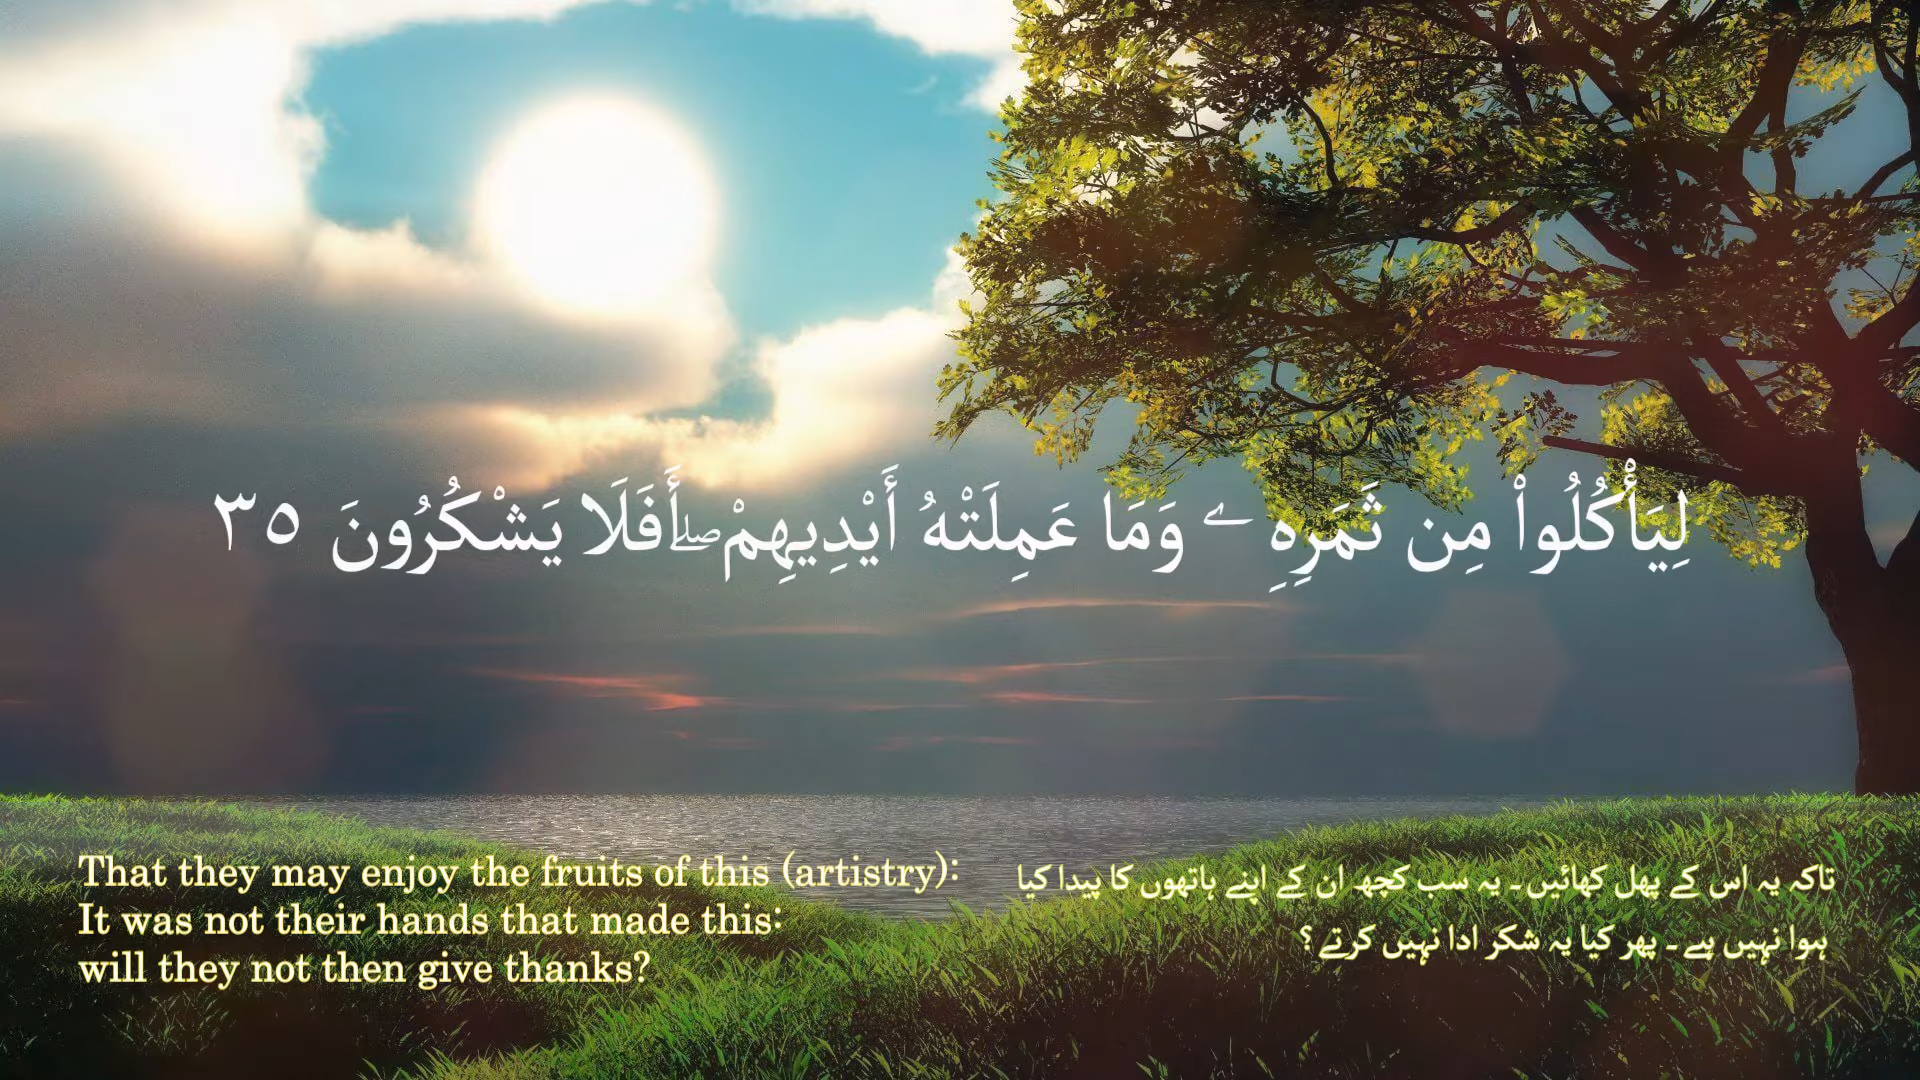 لِيَأْكُلُوا۟ مِن ثَمَرِهِۦ وَمَا عَمِلَتْهُ أَيْدِيهِمْ ۖ أَفَلَا يَشْكُرُونَ ٣٥
That they may enjoy the fruits of this (artistry):
It was not their hands that made this:
will they not then give thanks?
تاکہ یہ اس کے پھل کھائیں۔ یہ سب کچھ ان کے اپنے ہاتھوں کا پیدا کیا
ہوا نہیں ہے ۔ پھر کیا یہ شکر ادا نہیں کرتے ؟